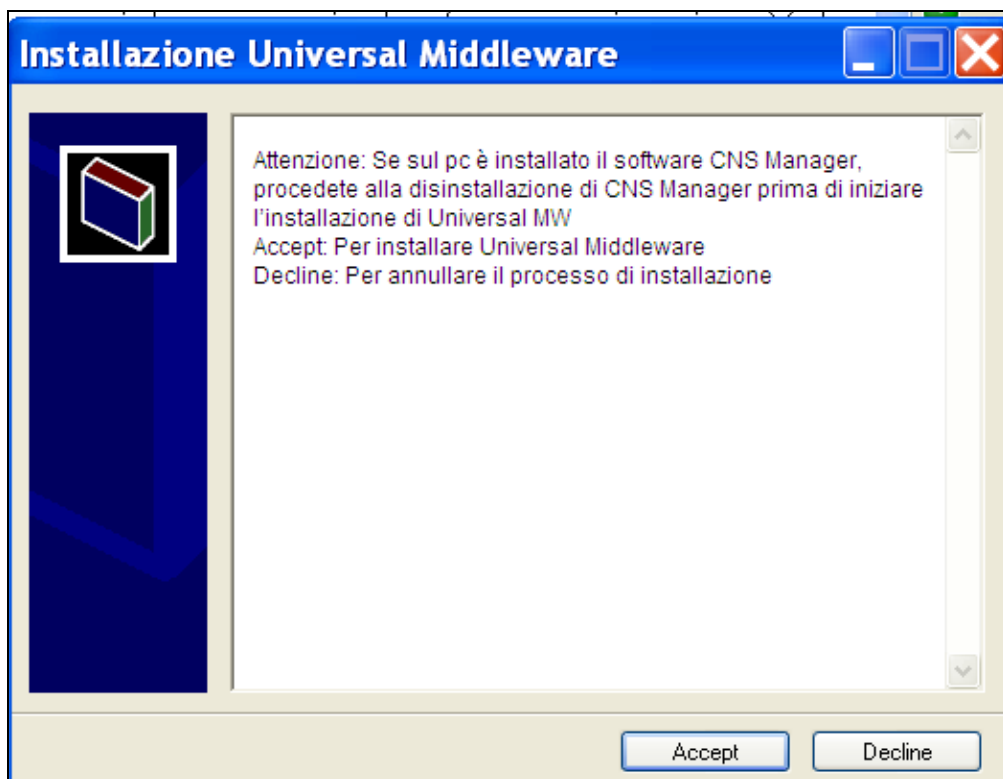 Installazione Universal Middleware
Attenzione: Se sul pc è installato il software CNS Manager,
procedete alla disinstallazione di CNS Manager prima di iniziare
l'installazione di Universal MW
Accept: Per installare Universal Middleware
Decline: Per annullare il processo di installazione
Accept
Decline